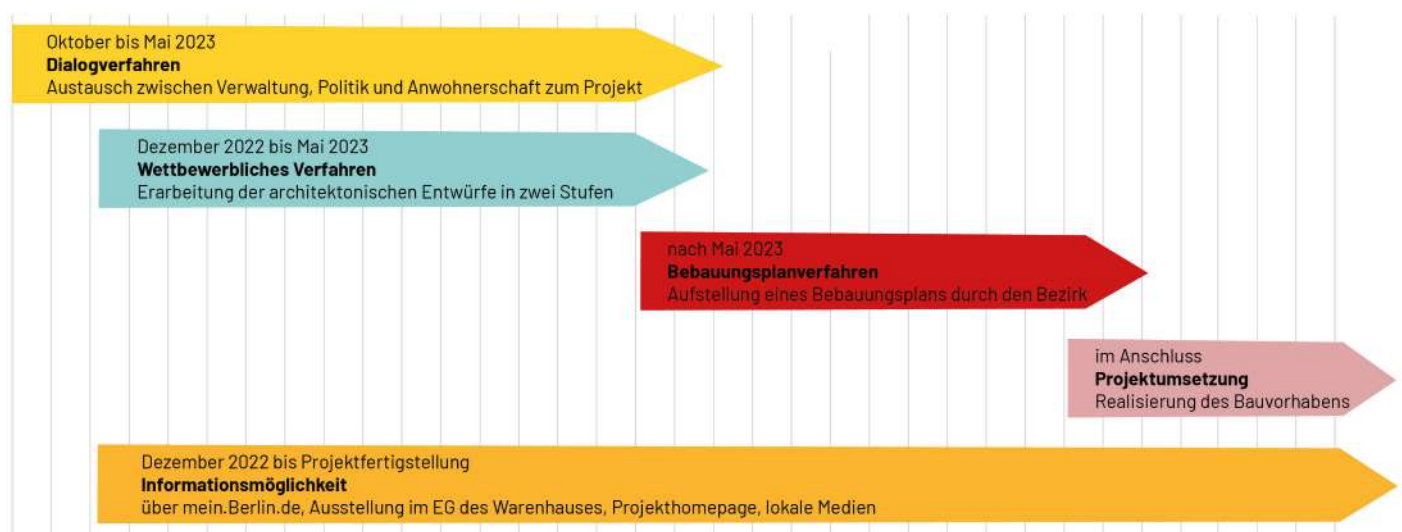 Oktober bis Mai 2023
Dialogverfahren
Austausch zwischen Verwaltung, Politik und Anwohnerschaft zum Projekt
Dezember 2022 bis Mai 2023
Wettbewerbliches Verfahren
Erarbeitung der architektonischen Entwürfe in zwei Stufen
nach Mai 2023
Bebauungsplanverfahren
Aufstellung eines Bebauungsplans durch den Bezirk
im Anschluss
Projektumsetzung
Realisierung des Bauvorhabens
Dezember 2022 bis Projektfertigstellung
Informationsmöglichkeit
über mein.Berlin.de, Ausstellung im EG des Warenhauses, Projekthomepage, lokale Medien